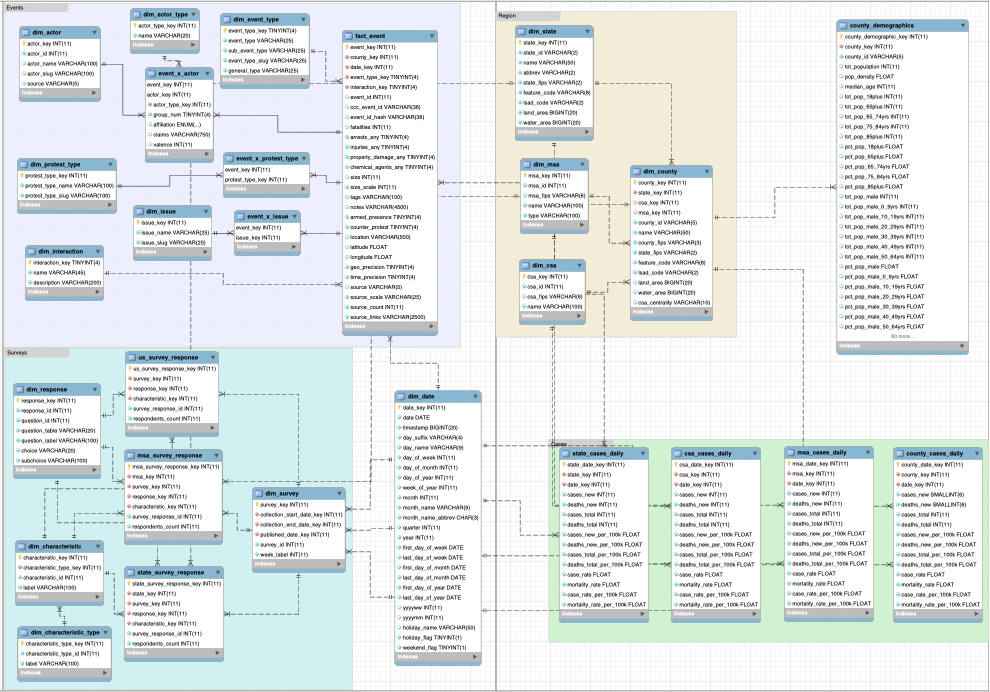 Events
dim_actor
actor_key INT(11)
actor_id INT(11)
actor_name VARCHAR(100)
actor_slug VARCHAR(100)
source VARCHAR(5)
Indexes
dim_actor_type
actor_type_key INT(11)
name VARCHAR(20)
Indexes
dim_event_type
event_type_key TINYINT(4)
event_type VARCHAR(25)
sub_event_type VARCHAR(25)
event_type_slug VARCHAR(25)
general_type VARCHAR(25)
Indexes
event_x_actor
event_key INT(11)
actor_key INT(11)
actor_type_key INT(11)
group_num TINYINT(4)
affiliation ENUM(...)
claims VARCHAR(750)
valence INT(11)
Indexes
fact_event
event_key INT(11)
county_key INT(11)
date_key INT(11)
event_type_key TINYINT(4)
interaction_key TINYINT(4)
event_id INT(11)
ccc_event_id VARCHAR(36)
event_id_hash VARCHAR(36)
fatalities INT(11)
arrests_any TINYINT(4)
injuries_any TINYINT(4)
property_damage_any TINYINT(4)
chemical_agents_any TINYINT(4)
size INT(11)
size_scale INT(11)
tags VARCHAR(100)
notes VARCHAR(4500)
armed_presence TINYINT(4)
counter_protest TINYINT(4)
location VARCHAR(500)
latitude FLOAT
longitude FLOAT
geo_precision TINYINT(4)
time_precision TINYINT(4)
source VARCHAR(5)
source_scale VARCHAR(25)
source_count INT(11)
source_links VARCHAR(2500)
Indexes
dim_protest_type
protest_type_key INT(11)
protest_type_name VARCHAR(100)
protest_type_slug VARCHAR(100)
Indexes
event_x_protest_type
event_key INT(11)
protest_type_key INT(11)
Indexes
dim_issue
issue_key INT(11)
issue_name VARCHAR(25)
issue_slug VARCHAR(25)
Indexes
event_x_issue
event_key INT(11)
issue_key INT(11)
Indexes
dim_interaction
interaction_key TINYINT(4)
name VARCHAR(45)
description VARCHAR(200)
Indexes
Region
dim_state
state_key INT(11)
state_id VARCHAR(2)
name VARCHAR(50)
abbrev VARCHAR(2)
state_fips VARCHAR(2)
feature_code VARCHAR(8)
lsad_code VARCHAR(2)
land_area BIGINT(20)
water_area BIGINT(20)
Indexes
dim_msa
msa_key INT(11)
msa_id INT(11)
msa_fips VARCHAR(6)
name VARCHAR(100)
type VARCHAR(100)
Indexes
dim_csa
csa_key INT(11)
csa_id INT(11)
csa_fips VARCHAR(6)
name VARCHAR(100)
Indexes
dim_county
county_key INT(11)
state_key INT(11)
csa_key INT(11)
msa_key INT(11)
county_id VARCHAR(5)
name VARCHAR(50)
county_fips VARCHAR(3)
state_fips VARCHAR(2)
feature_code VARCHAR(8)
lsad_code VARCHAR(2)
land_area BIGINT(20)
water_area BIGINT(20)
csa_centrality VARCHAR(10)
Indexes
county_demographics
county_demographic_key INT(11)
county_key INT(11)
county_id VARCHAR(5)
tot_population INT(11)
pop_density FLOAT
median_age INT(11)
tot_pop_18plus INT(11)
tot_pop_65plus INT(11)
tot_pop_65_74yrs INT(11)
tot_pop_75_84yrs INT(11)
tot_pop_85plus INT(11)
pct_pop_18plus FLOAT
pct_pop_65plus FLOAT
pct_pop_65_74yrs FLOAT
pct_pop_75_84yrs FLOAT
pct_pop_85plus FLOAT
tot_pop_male INT(11)
tot_pop_male_0_9yrs INT(11)
tot_pop_male_10_19yrs INT(11)
tot_pop_male_20_29yrs INT(11)
tot_pop_male_30_39yrs INT(11)
tot_pop_male_40_49yrs INT(11)
tot_pop_male_50_64yrs INT(11)
pct_pop_male FLOAT
pct_pop_male_0_9yrs FLOAT
pct_pop_male_10_19yrs FLOAT
pct_pop_male_20_29yrs FLOAT
pct_pop_male_30_39yrs FLOAT
pct_pop_male_40_49yrs FLOAT
pct_pop_male_50_64yrs FLOAT
60 more...
Indexes
Surveys
dim_response
response_key INT(11)
response_id INT(11)
question_id INT(11)
question_table VARCHAR(20)
question_label VARCHAR(100)
choice VARCHAR(20)
subchoice VARCHAR(100)
Indexes
us_survey_response
us_survey_response_key INT(11)
survey_key INT(11)
response_key INT(11)
characteristic_key INT(11)
survey_response_id INT(11)
respondents_count INT(11)
Indexes
msa_survey_response
msa_survey_response_key INT(11)
msa_key INT(11)
survey_key INT(11)
response_key INT(11)
characteristic_key INT(11)
survey_response_id INT(11)
respondents_count INT(11)
Indexes
dim_survey
survey_key INT(11)
collection_start_date_key INT(11)
collection_end_date_key INT(11)
published_date_key INT(11)
survey_id INT(11)
week_label INT(11)
Indexes
dim_characteristic
characteristic_key INT(11)
characteristic_type_key INT(11)
characteristic_id INT(11)
label VARCHAR(100)
Indexes
state_survey_response
state_survey_response_key INT(11)
state_key INT(11)
survey_key INT(11)
response_key INT(11)
characteristic_key INT(11)
survey_response_id INT(11)
respondents_count INT(11)
Indexes
dim_characteristic_type
characteristic_type_key INT(11)
characteristic_type_id INT(11)
label VARCHAR(100)
Indexes
dim_date
date_key INT(11)
date DATE
timestamp BIGINT(20)
day_suffix VARCHAR(4)
day_name VARCHAR(9)
day_of_week INT(11)
day_of_month INT(11)
day_of_year INT(11)
week_of_year INT(11)
month INT(11)
month_name VARCHAR(9)
month_name_abbrev CHAR(3)
quarter INT(11)
year INT(11)
first_day_of_week DATE
last_day_of_week DATE
first_day_of_month DATE
last_day_of_month DATE
first_day_of_year DATE
last_day_of_year DATE
yyyyww INT(11)
yyyymm INT(11)
holiday_name VARCHAR(50)
holiday_flag TINYINT(1)
weekend_flag TINYINT(1)
Indexes
Cases
state_cases_daily
state_date_key INT(11)
state_key INT(11)
date_key INT(11)
cases_new INT(11)
deaths_new INT(11)
cases_total INT(11)
deaths_total INT(11)
cases_new_per_100k FLOAT
deaths_new_per_100k FLOAT
cases_total_per_100k FLOAT
deaths_total_per_100k FLOAT
case_rate FLOAT
mortality_rate FLOAT
case_rate_per_100k FLOAT
mortality_rate_per_100k FLOAT
Indexes
csa_cases_daily
csa_date_key INT(11)
csa_key INT(11)
date_key INT(11)
cases_new INT(11)
deaths_new INT(11)
cases_total INT(11)
deaths_total INT(11)
cases_new_per_100k FLOAT
deaths_new_per_100k FLOAT
cases_total_per_100k FLOAT
deaths_total_per_100k FLOAT
case_rate FLOAT
mortality_rate FLOAT
case_rate_per_100k FLOAT
mortality_rate_per_100k FLOAT
Indexes
msa_cases_daily
msa_date_key INT(11)
msa_key INT(11)
date_key INT(11)
cases_new INT(11)
deaths_new INT(11)
cases_total INT(11)
deaths_total INT(11)
cases_new_per_100k FLOAT
deaths_new_per_100k FLOAT
cases_total_per_100k FLOAT
deaths_total_per_100k FLOAT
case_rate FLOAT
mortality_rate FLOAT
case_rate_per_100k FLOAT
mortality_rate_per_100k FLOAT
Indexes
county_cases_daily
county_date_key INT(11)
county_key INT(11)
date_key INT(11)
cases_new SMALLINT(6)
deaths_new SMALLINT(6)
cases_total INT(11)
deaths_total INT(11)
cases_new_per_100k FLOAT
deaths_new_per_100k FLOAT
cases_total_per_100k FLOAT
deaths_total_per_100k FLOAT
case_rate FLOAT
mortality_rate FLOAT
case_rate_per_100k FLOAT
mortality_rate_per_100k FLOAT
Indexes